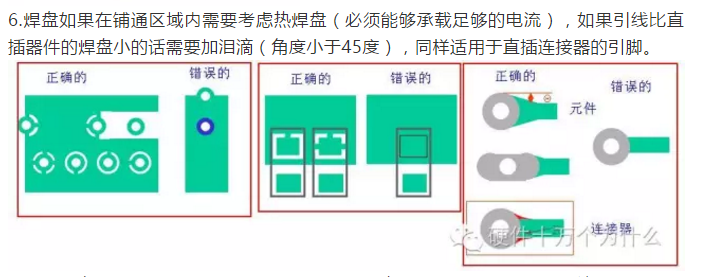 6.焊盘如果在铺通区域内需要考虑热焊盘（必须能够承载足够的电流），如果引线比直
插器件的焊盘小的话需要加泪滴（角度小于45度），同样适用于直插连接器的引脚。
正确的 错误的 正确的 错误的 正确的 错误的
元件
连接器
硬件十万个为什么